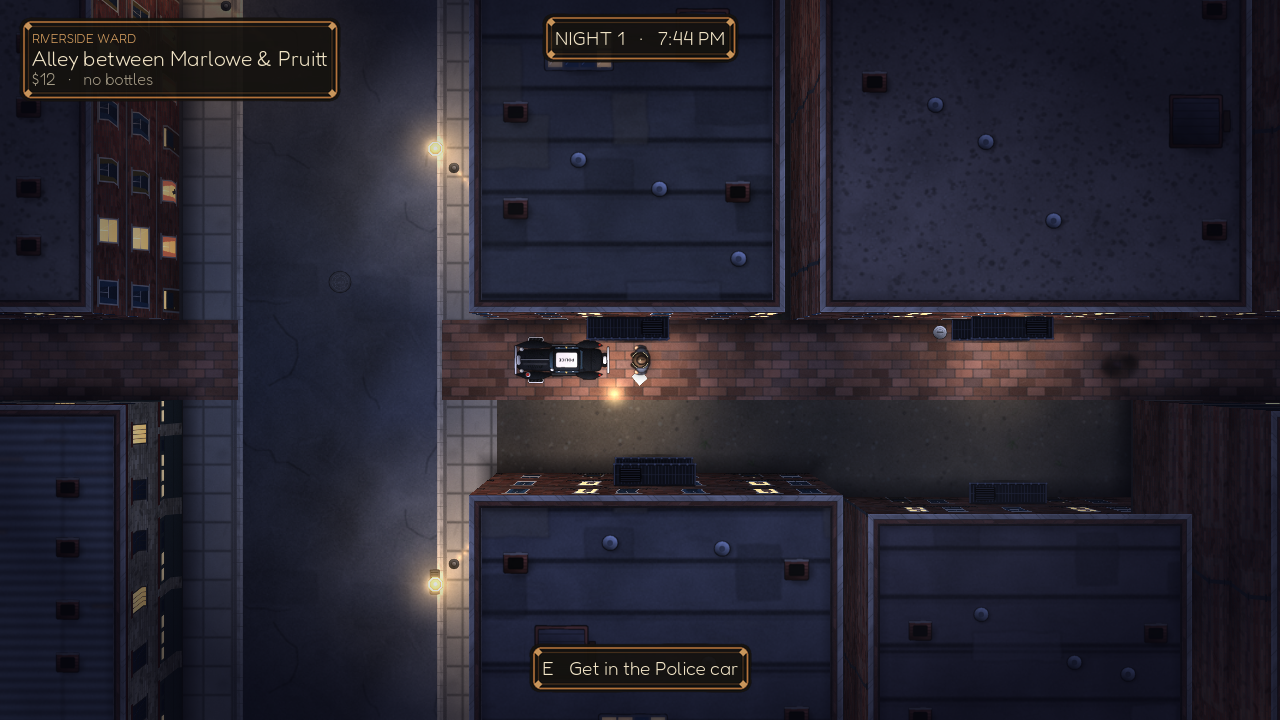 RIVERSIDE WARD
Alley between Marlowe & Pruitt
$12 · no bottles
NIGHT 1 · 7:44 PM
POLICE
E Get in the Police car